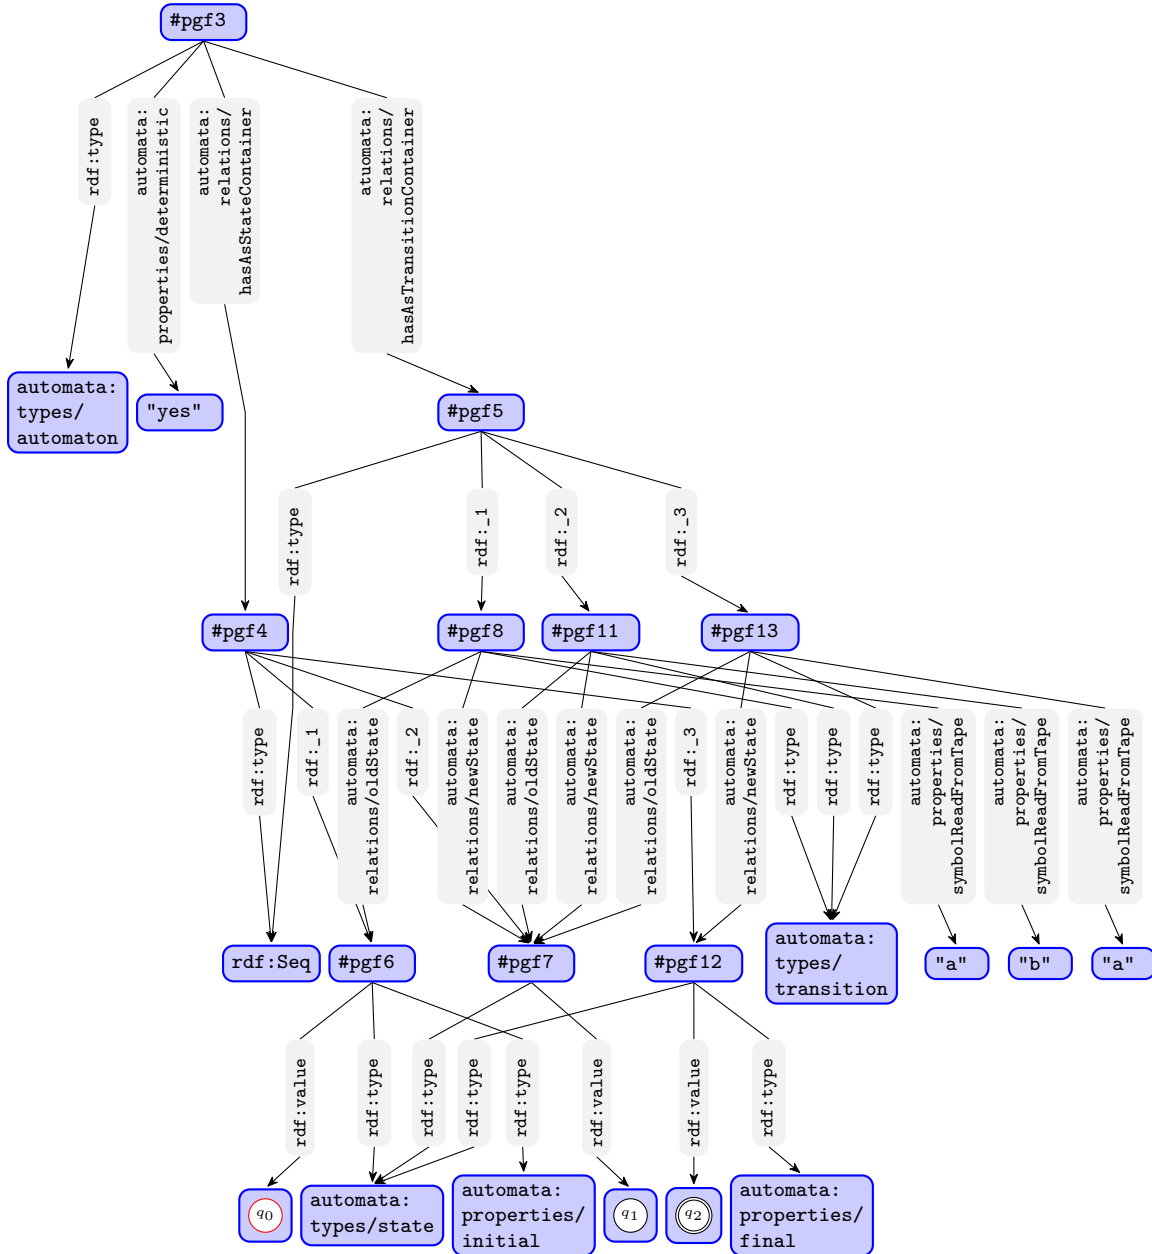 #pgf3
rdf:type
automata:
properties/deterministic
automata:
relations/
hasAsStateContainer
atuomata:
relations/
hasAsTransitionContainer
automata:
types/
automaton
"yes"
#pgf5
rdf:type
rdf:_1
rdf:_2
rdf:_3
#pgf4
#pgf8
#pgf11
#pgf13
rdf:type
rdf:_1
automata:
relations/oldState
rdf:_2
automata:
relations/newState
automata:
relations/oldState
automata:
relations/newState
automata:
relations/oldState
rdf:_3
automata:
relations/newState
rdf:type
rdf:type
rdf:type
automata:
properties/
symbolReadFromTape
automata:
properties/
symbolReadFromTape
automata:
properties/
symbolReadFromTape
rdf:Seq
#pgf6
#pgf7
#pgf12
automata:
types/
transition
"a"
"b"
"a"
rdf:value
rdf:type
rdf:type
rdf:type
rdf:type
rdf:value
rdf:value
rdf:type
q0
automata:
types/state
automata:
properties/
initial
q1
q2
automata:
properties/
final